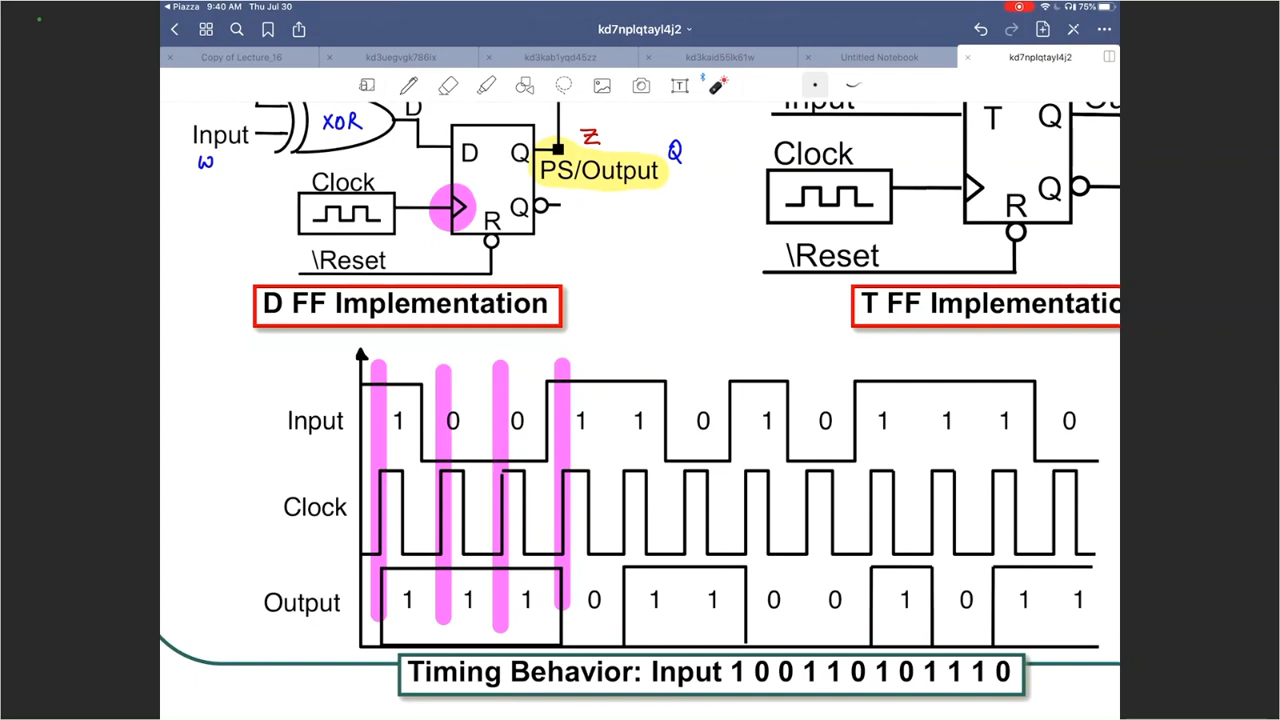 Piazza 9:40 AM Thu Jul 30 75%
kd7nplqtayl4j2
Copy of Lecture_16 kd3uegvgk786ix kd3kab1yqd45zz kd3kaid55lk61w Untitled Notebook kd7nplqtayl4j2
T
D
Input XOR
w
D Q Z
PS/Output Q
Clock
Q
R
\Reset
Input
T Q
Clock
Q
R
\Reset
D FF Implementation
T FF Implementatio
Input 1 0 0 1 1 0 1 0 1 1 1 0
Clock
Output 1 1 1 0 1 1 0 0 1 0 1 1
Timing Behavior: Input 1 0 0 1 1 0 1 0 1 1 1 0